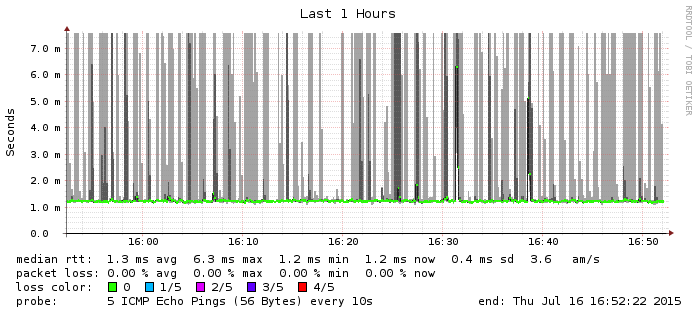 Last 1 Hours
RRDTOOL / TOBI OETIKER
Seconds
7.0 m
6.0 m
5.0 m
4.0 m
3.0 m
2.0 m
1.0 m
0.0
16:00 16:10 16:20 16:30 16:40 16:50
median rtt: 1.3 ms avg 6.3 ms max 1.2 ms min 1.2 ms now 0.4 ms sd 3.6 am/s
packet loss: 0.00 % avg 0.00 % max 0.00 % min 0.00 % now
loss color: 0 1/5 2/5 3/5 4/5
probe: 5 ICMP Echo Pings (56 Bytes) every 10s end: Thu Jul 16 16:52:22 2015